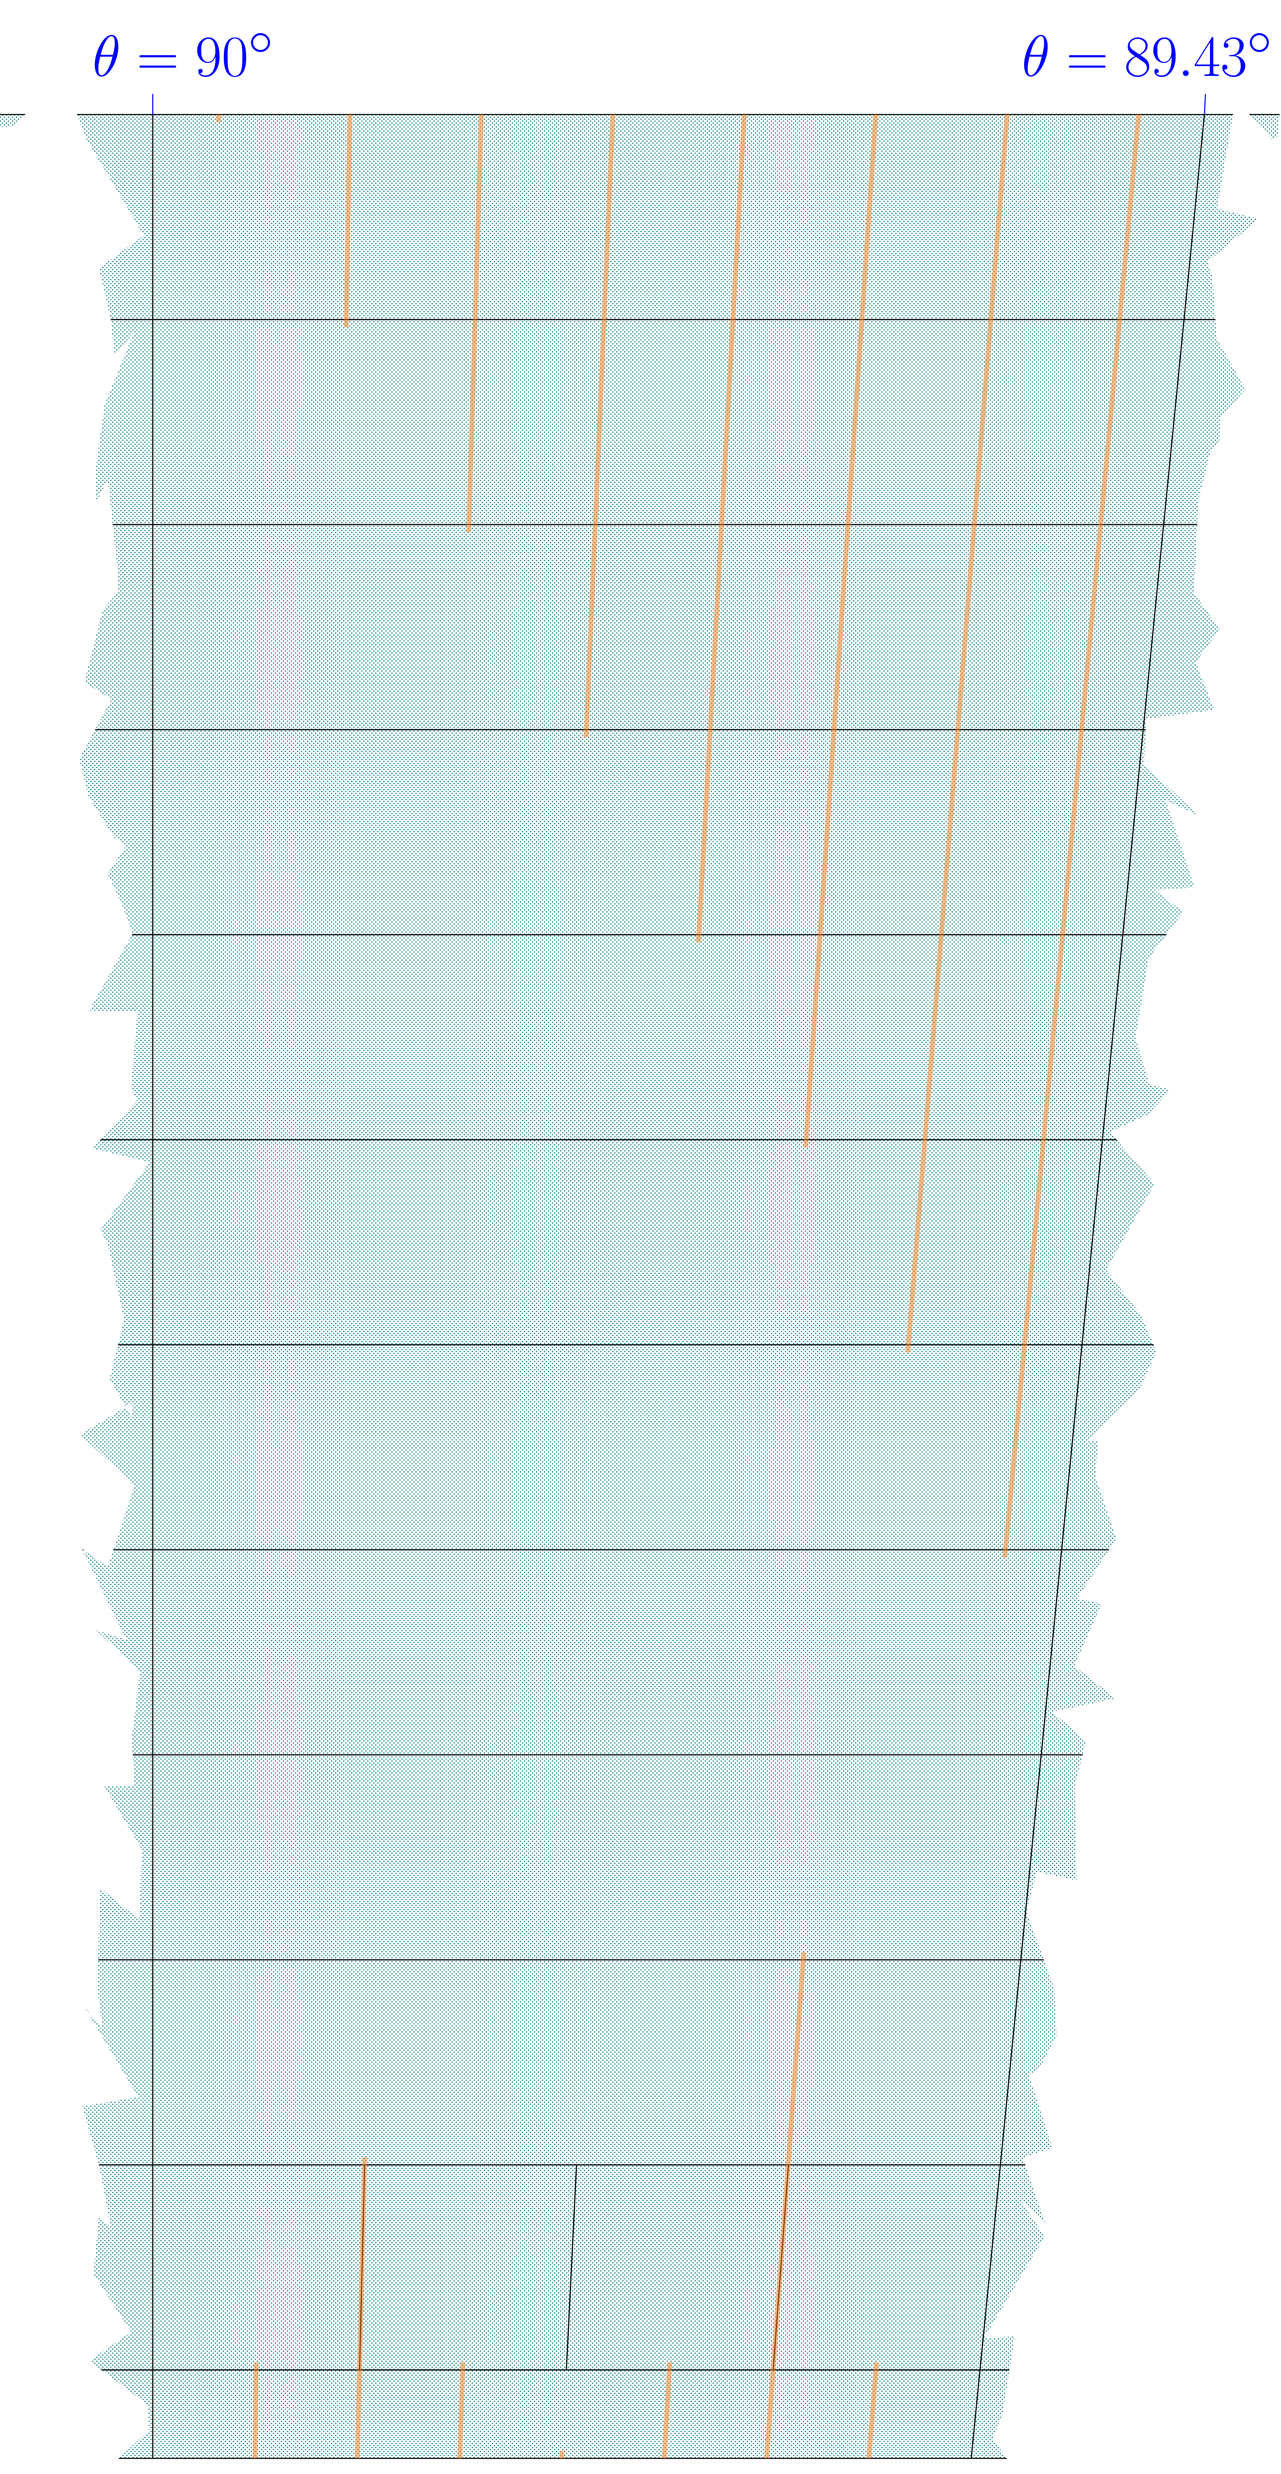 θ = 90°
θ = 89.43°